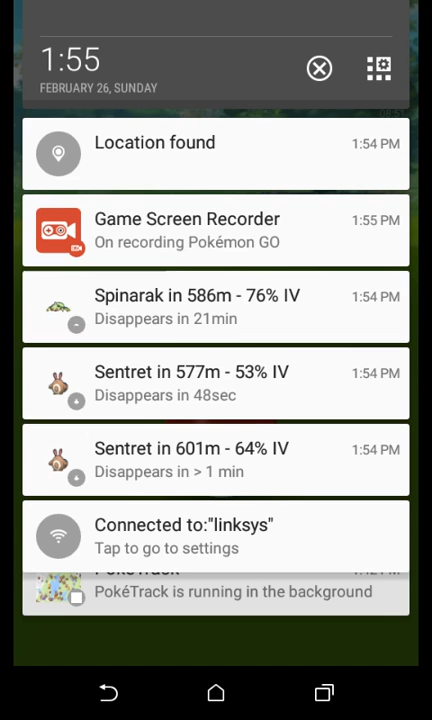 1:55
FEBRUARY 26, SUNDAY
Location found 1:54 PM
Game Screen Recorder 1:55 PM
On recording Pokémon GO
Spinarak in 586m - 76% IV 1:54 PM
Disappears in 21min
Sentret in 577m - 53% IV 1:54 PM
Disappears in 48sec
Sentret in 601m - 64% IV 1:54 PM
Disappears in > 1 min
Connected to:"linksys"
Tap to go to settings
PokéTrack
PokéTrack is running in the background